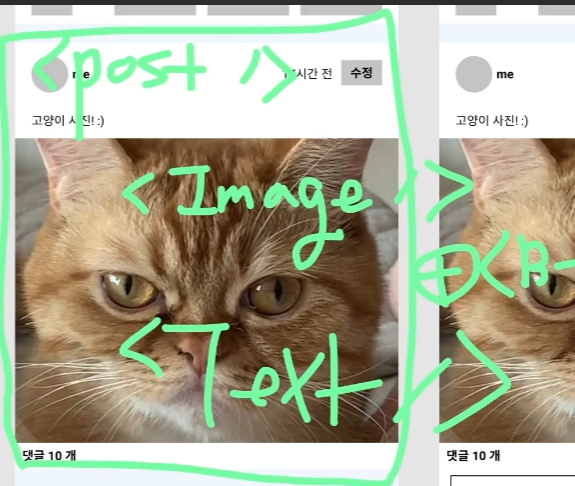 <post />
me
시간 전
수정
me
고양이 사진! :)
고양이 사진! :)
<Image />
<Text />
댓글 10 개
댓글 10 개